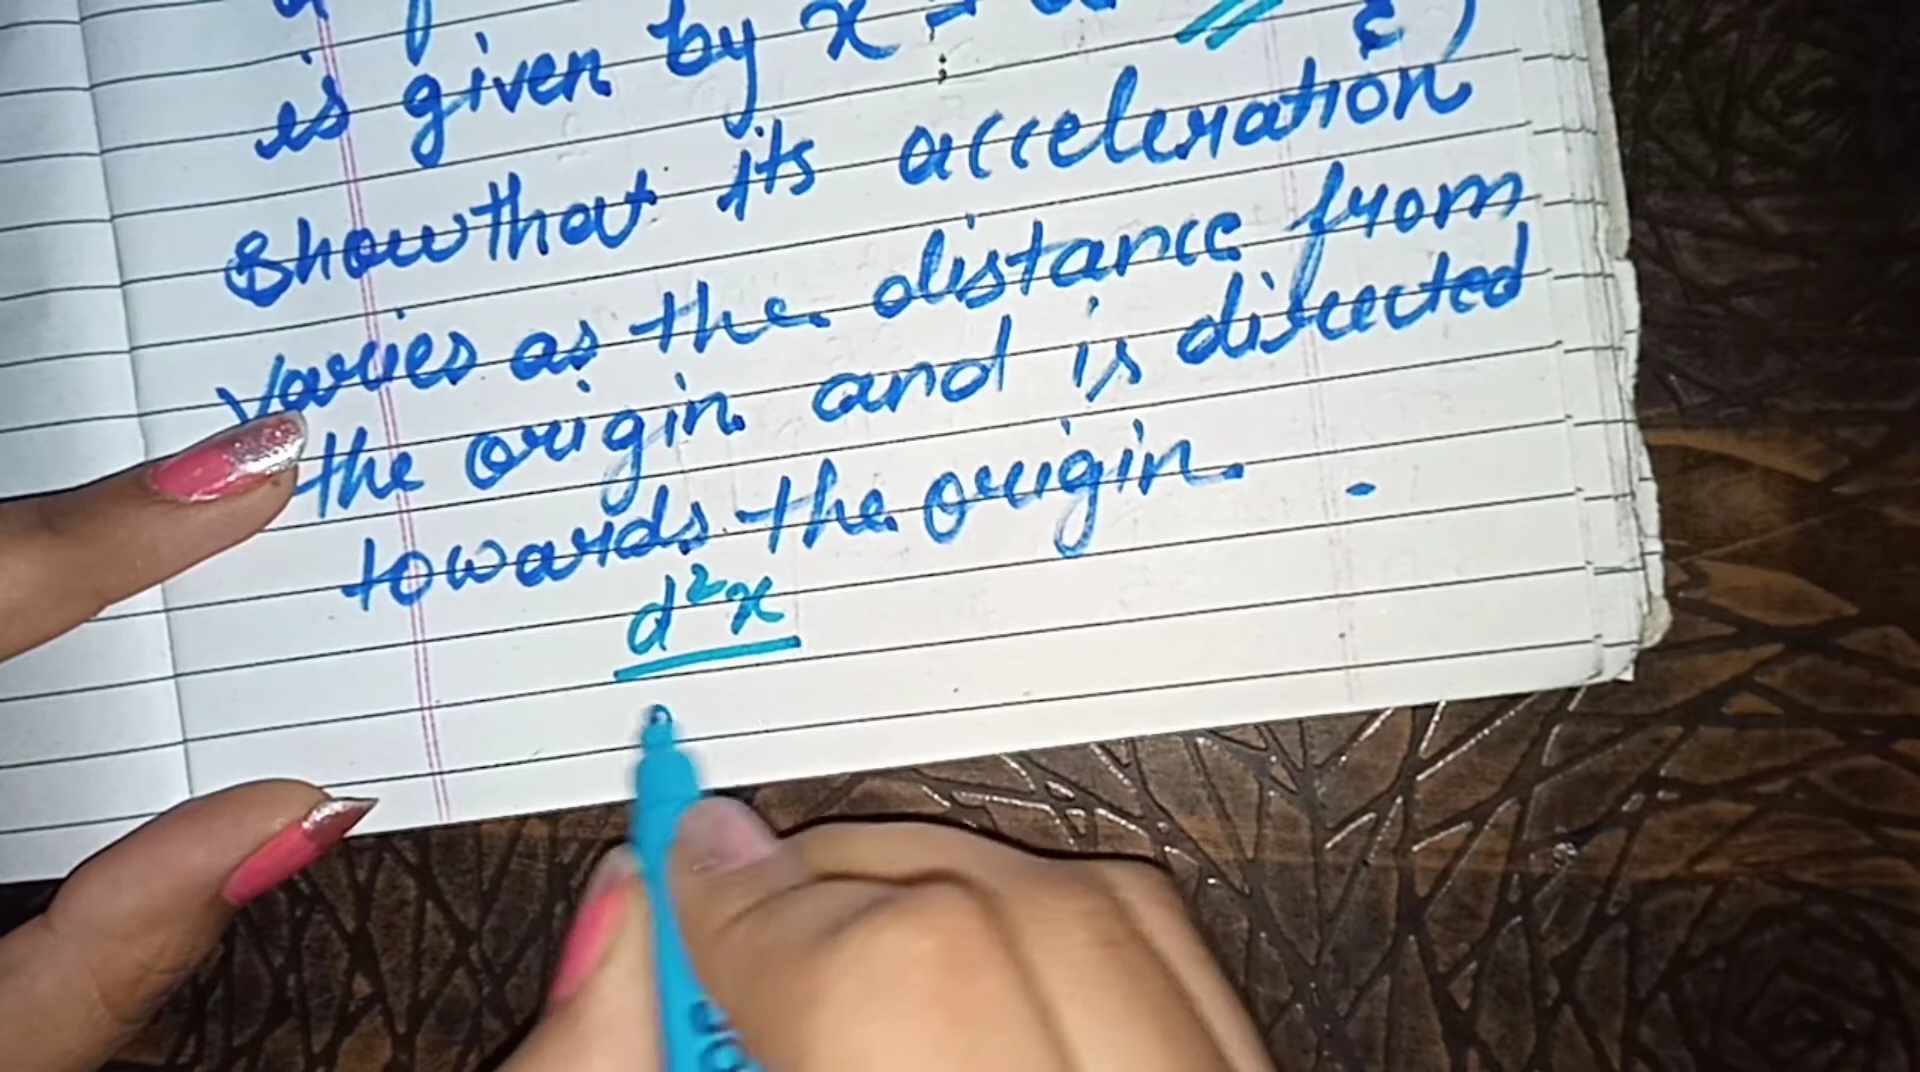 is given by x =
Show that its acceleration
varies as the distance from
the origin and is directed
towards the origin.
d²x